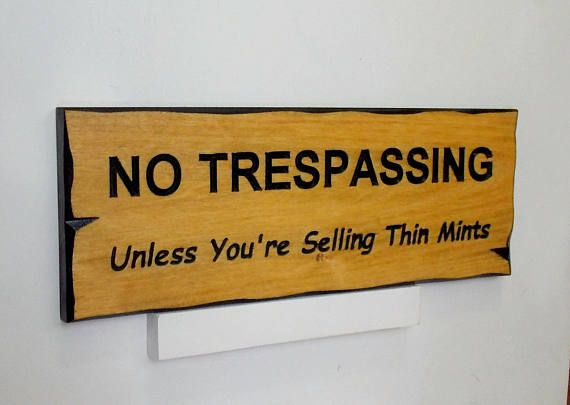 NO TRESPASSING
Unless You're Selling Thin Mints